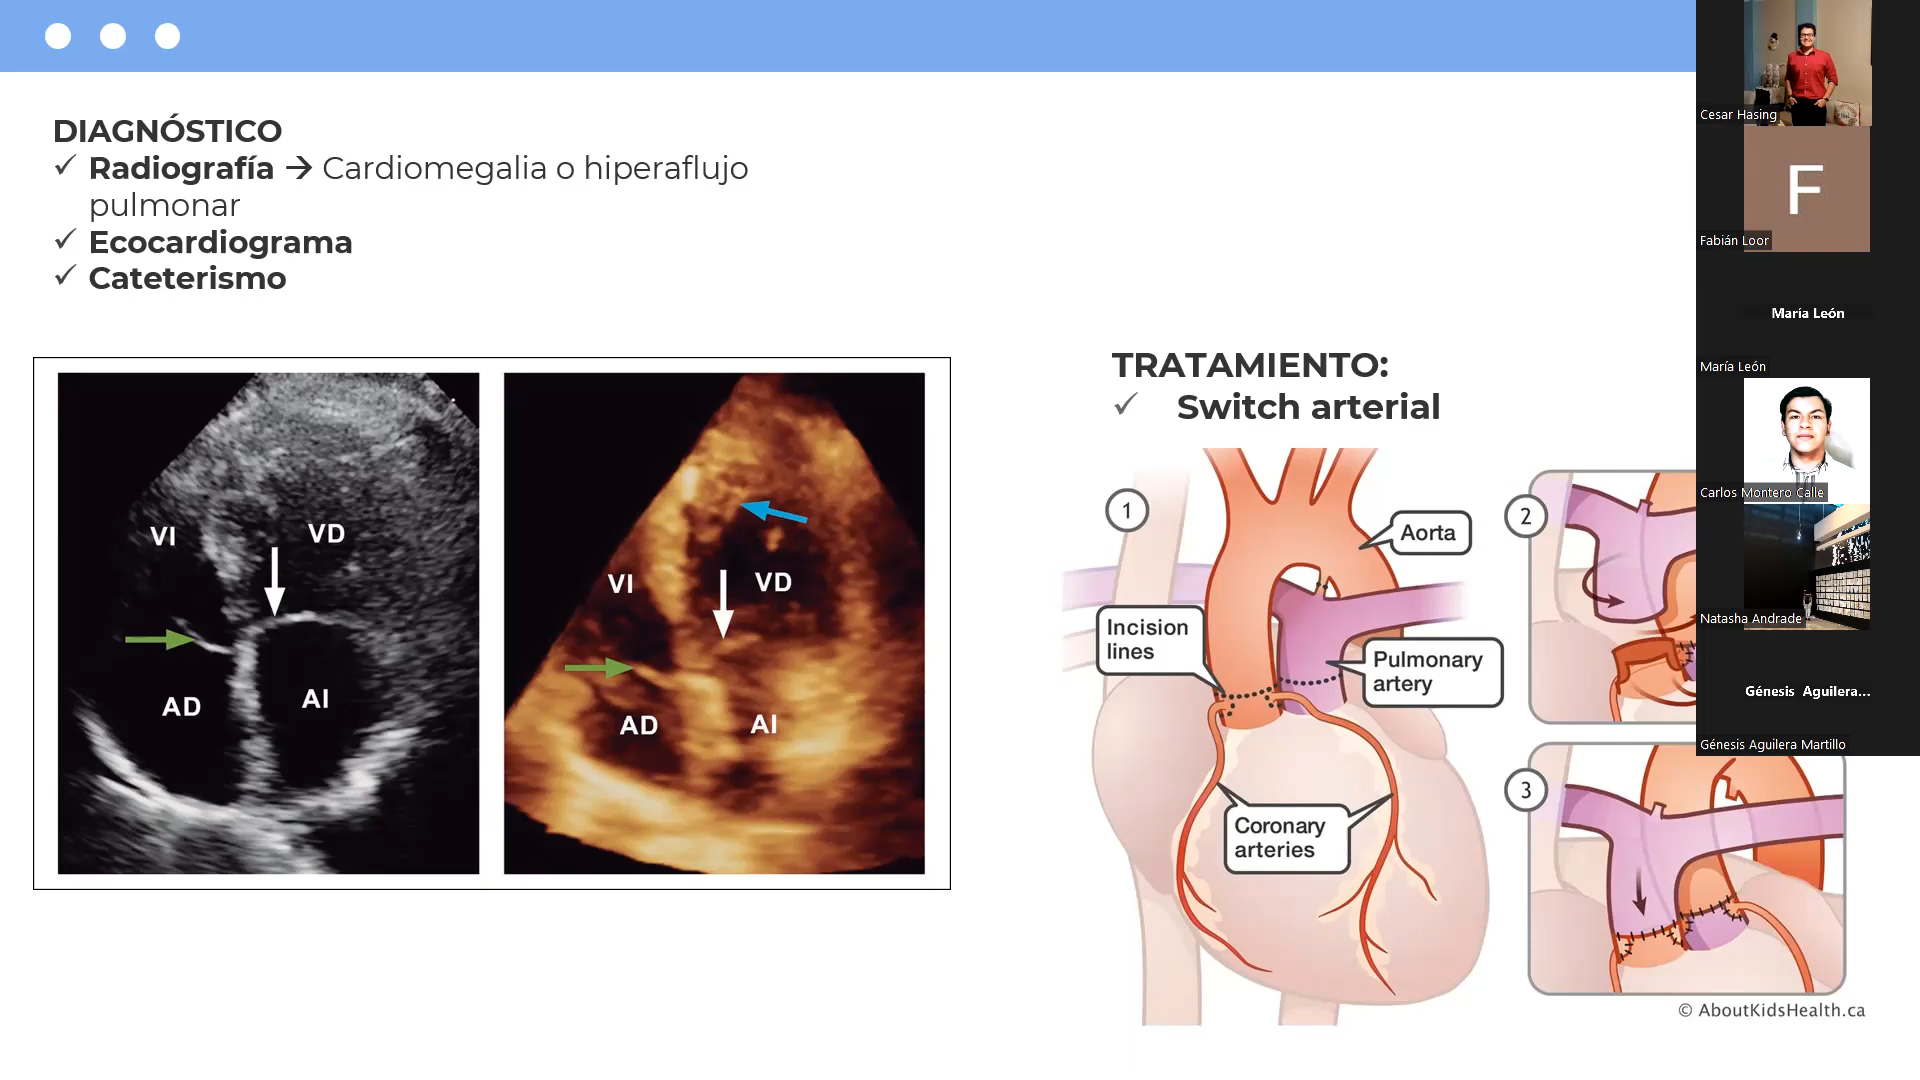 DIAGNÓSTICO
✓ Radiografía → Cardiomegalia o hiperaflujo
pulmonar
✓ Ecocardiograma
✓ Cateterismo
VI
VD
AD
AI
VI
VD
AD
AI
TRATAMIENTO:
✓ Switch arterial
1
Aorta
Incision
lines
Pulmonary
artery
Coronary
arteries
2
3
© AboutKidsHealth.ca
Cesar Hasing
F
Fabián Loor
María León
María León
Carlos Montero Calle
Natasha Andrade
Génesis Aguilera...
Génesis Aguilera Martillo